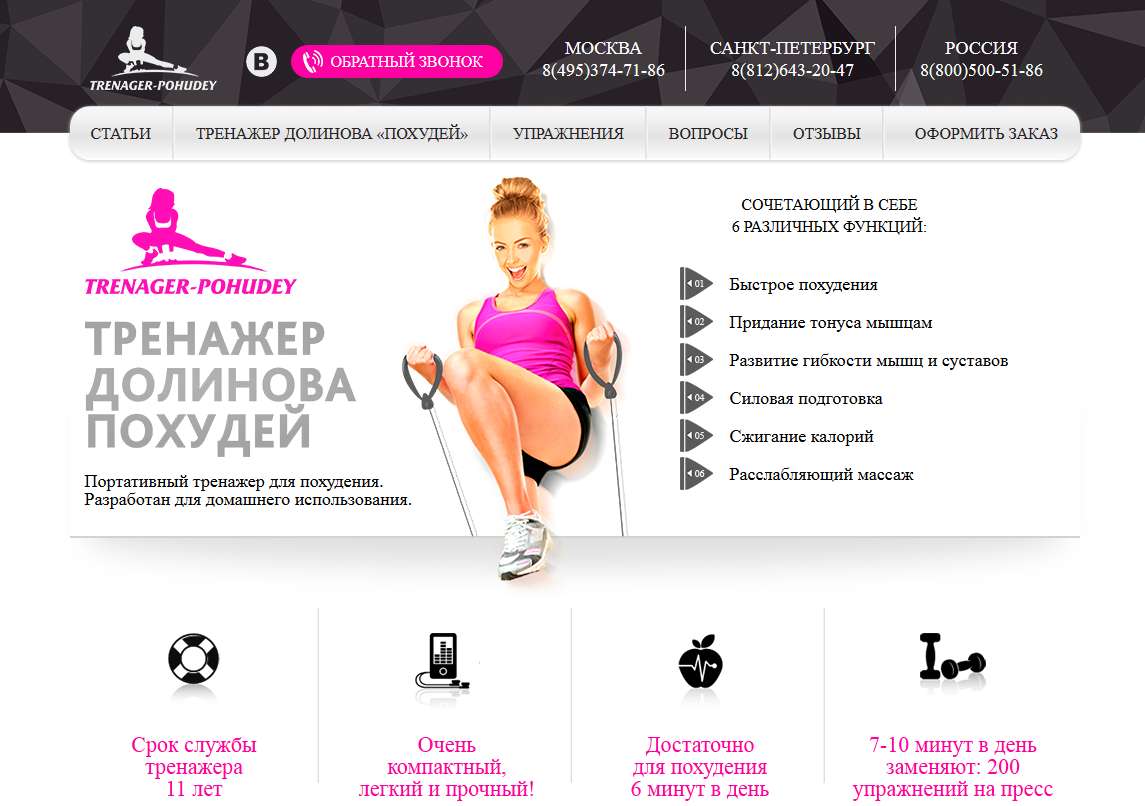 TRENAGER-POHUDEY
В
ОБРАТНЫЙ ЗВОНОК
МОСКВА
8(495)374-71-86
САНКТ-ПЕТЕРБУРГ
8(812)643-20-47
РОССИЯ
8(800)500-51-86
СТАТЬИ
ТРЕНАЖЕР ДОЛИНОВА «ПОХУДЕЙ»
УПРАЖНЕНИЯ
ВОПРОСЫ
ОТЗЫВЫ
ОФОРМИТЬ ЗАКАЗ
TRENAGER-POHUDEY
ТРЕНАЖЕР
ДОЛИНОВА
ПОХУДЕЙ
Портативный тренажер для похудения.
Разработан для домашнего использования.
СОЧЕТАЮЩИЙ В СЕБЕ
6 РАЗЛИЧНЫХ ФУНКЦИЙ:
01 Быстрое похудения
02 Придание тонуса мышцам
03 Развитие гибкости мышц и суставов
04 Силовая подготовка
05 Сжигание калорий
06 Расслабляющий массаж
Срок службы
тренажера
11 лет
Очень
компактный,
легкий и прочный!
Достаточно
для похудения
6 минут в день
7-10 минут в день
заменяют: 200
упражнений на пресс